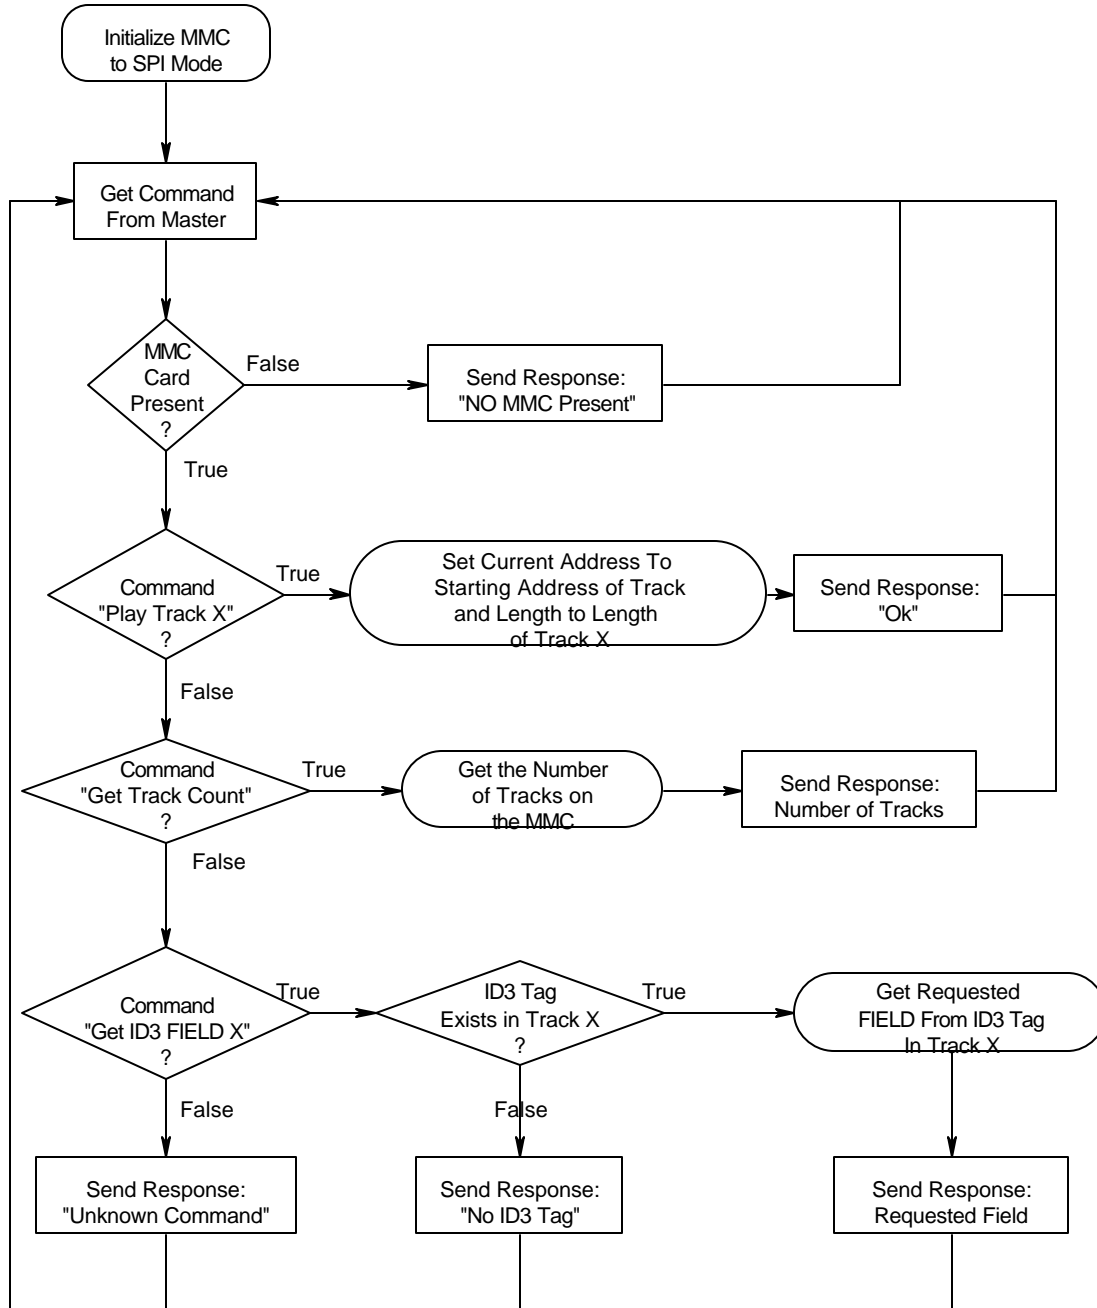 Initialize MMC
to SPI Mode
Get Command
From Master
MMC
Card
Present
?
False
Send Response:
"NO MMC Present"
True
Command
"Play Track X"
?
True
Set Current Address To
Starting Address of Track
and Length to Length
of Track X
Send Response:
"Ok"
False
Command
"Get Track Count"
?
True
Get the Number
of Tracks on
the MMC
Send Response:
Number of Tracks
False
Command
"Get ID3 FIELD X"
?
True
ID3 Tag
Exists in Track X
?
True
Get Requested
FIELD From ID3 Tag
In Track X
False
False
Send Response:
"Unknown Command"
Send Response:
"No ID3 Tag"
Send Response:
Requested Field